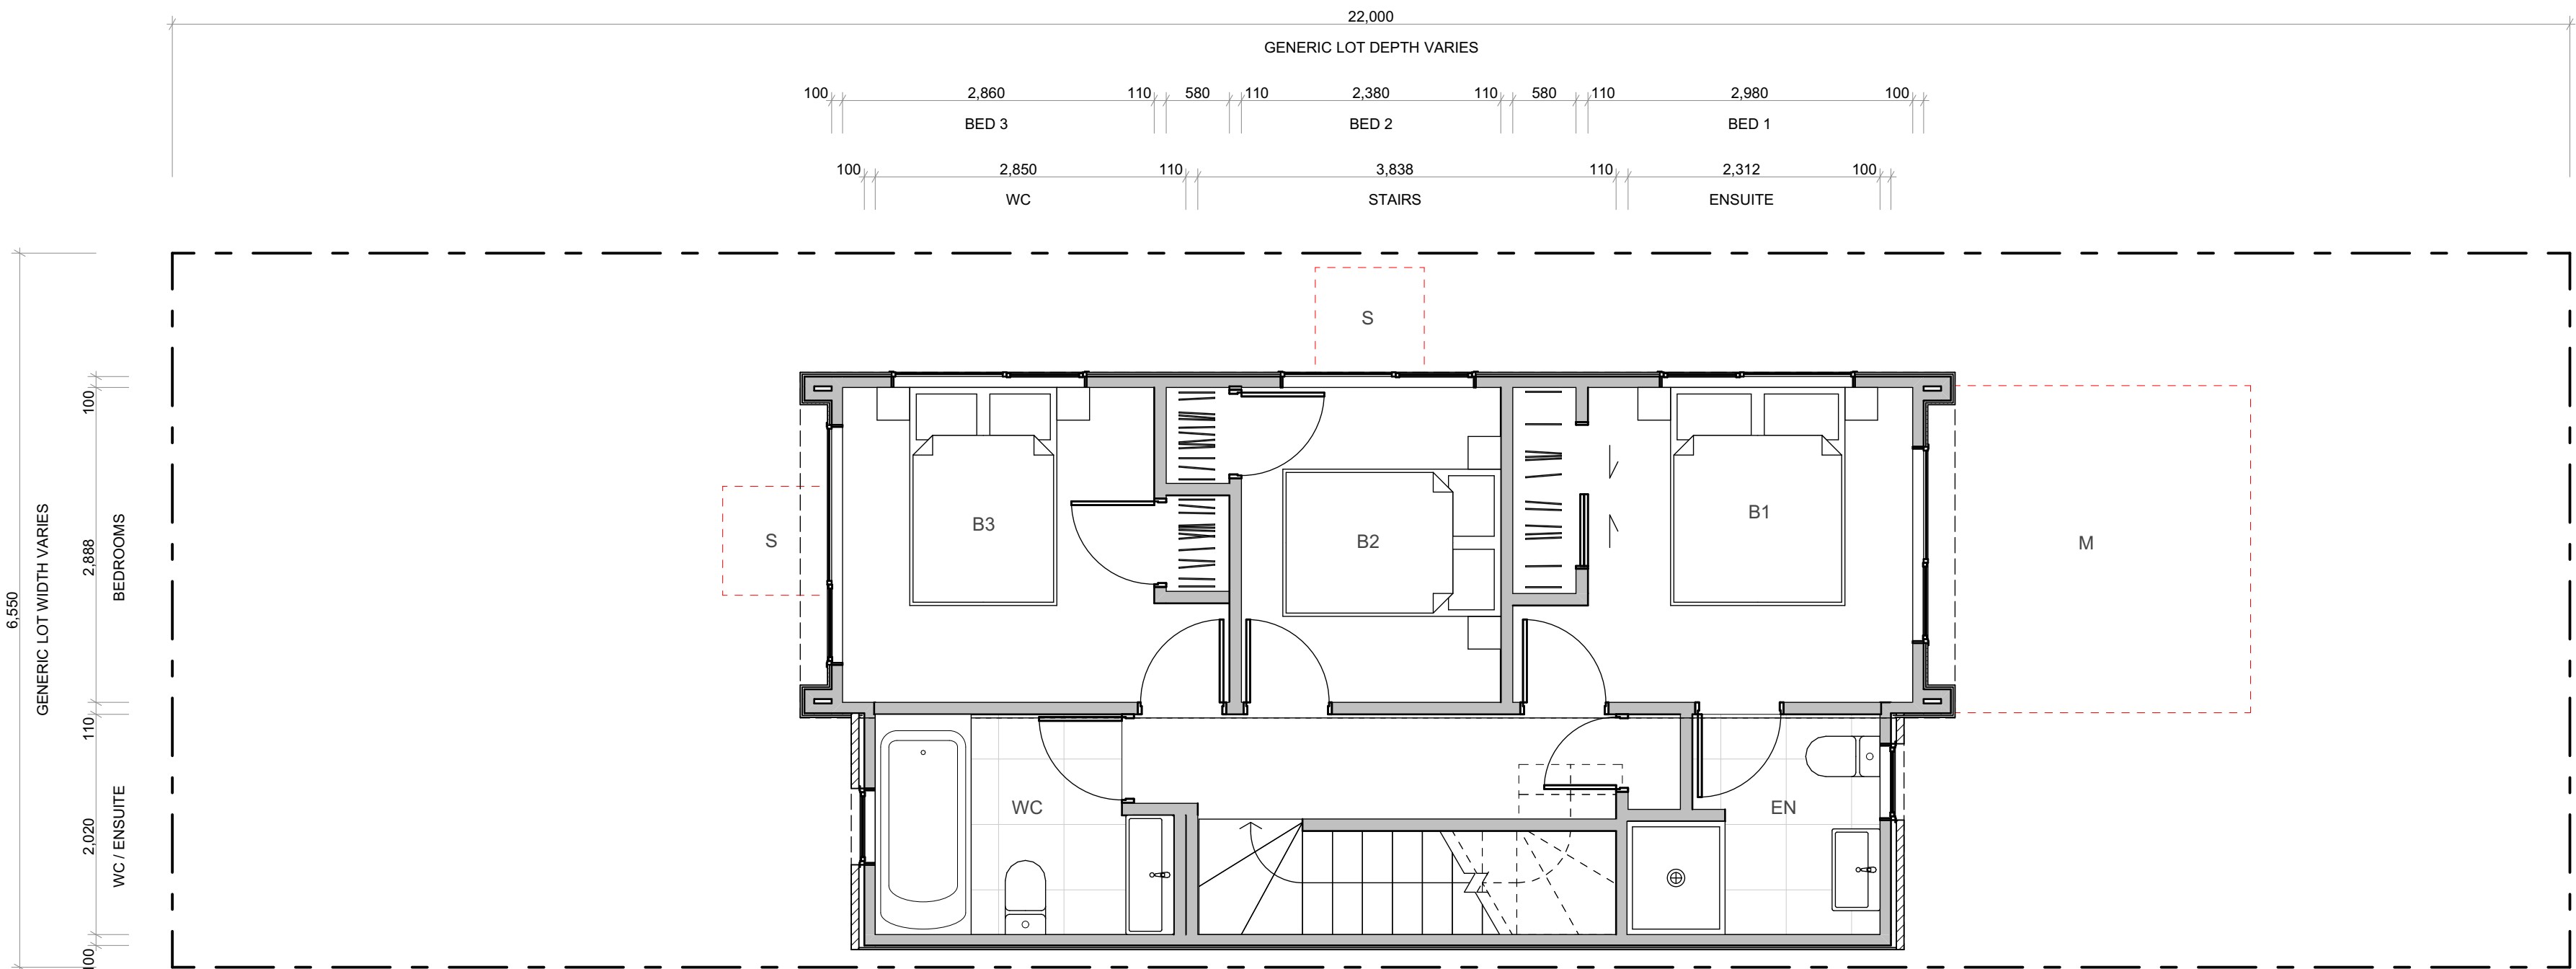 22,000
GENERIC LOT DEPTH VARIES
100 2,860 110 580 110 2,380 110 580 110 2,980 100
BED 3 BED 2 BED 1
100 2,850 110 3,838 110 2,312 100
WC STAIRS ENSUITE
6,550
GENERIC LOT WIDTH VARIES
100
2,888
BEDROOMS
110
2,020
WC / ENSUITE
100
S
S
B3
B2
B1
M
WC
EN